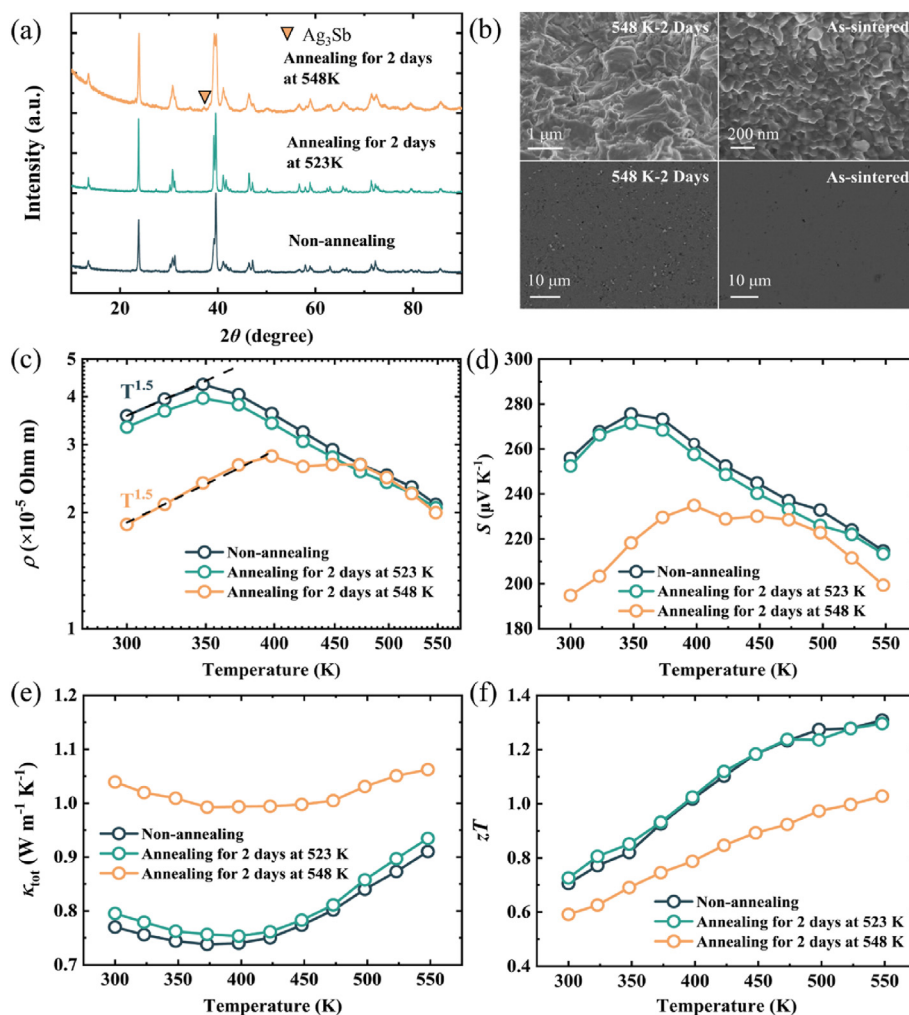 (a)
Ag₃Sb
Annealing for 2 days
at 548K
Annealing for 2 days
at 523K
Non-annealing
Intensity (a.u.)
20 40 60 80
2θ (degree)
(b)
548 K-2 Days
1 μm
As-sintered
200 nm
548 K-2 Days
10 μm
As-sintered
10 μm
(c)
5
4
3
2
1
T¹·⁵
T¹·⁵
ρ (×10⁻⁵ Ohm m)
Non-annealing
Annealing for 2 days at 523 K
Annealing for 2 days at 548 K
300 350 400 450 500 550
Temperature (K)
(d)
300
280
260
240
220
200
180
S (μV K⁻¹)
Non-annealing
Annealing for 2 days at 523 K
Annealing for 2 days at 548 K
300 350 400 450 500 550
Temperature (K)
(e)
1.2
1.1
1.0
0.9
0.8
0.7
κtot (W m⁻¹ K⁻¹)
Non-annealing
Annealing for 2 days at 523 K
Annealing for 2 days at 548 K
300 350 400 450 500 550
Temperature (K)
(f)
1.4
1.2
1.0
0.8
0.6
0.4
zT
Non-annealing
Annealing for 2 days at 523 K
Annealing for 2 days at 548 K
300 350 400 450 500 550
Temperature (K)